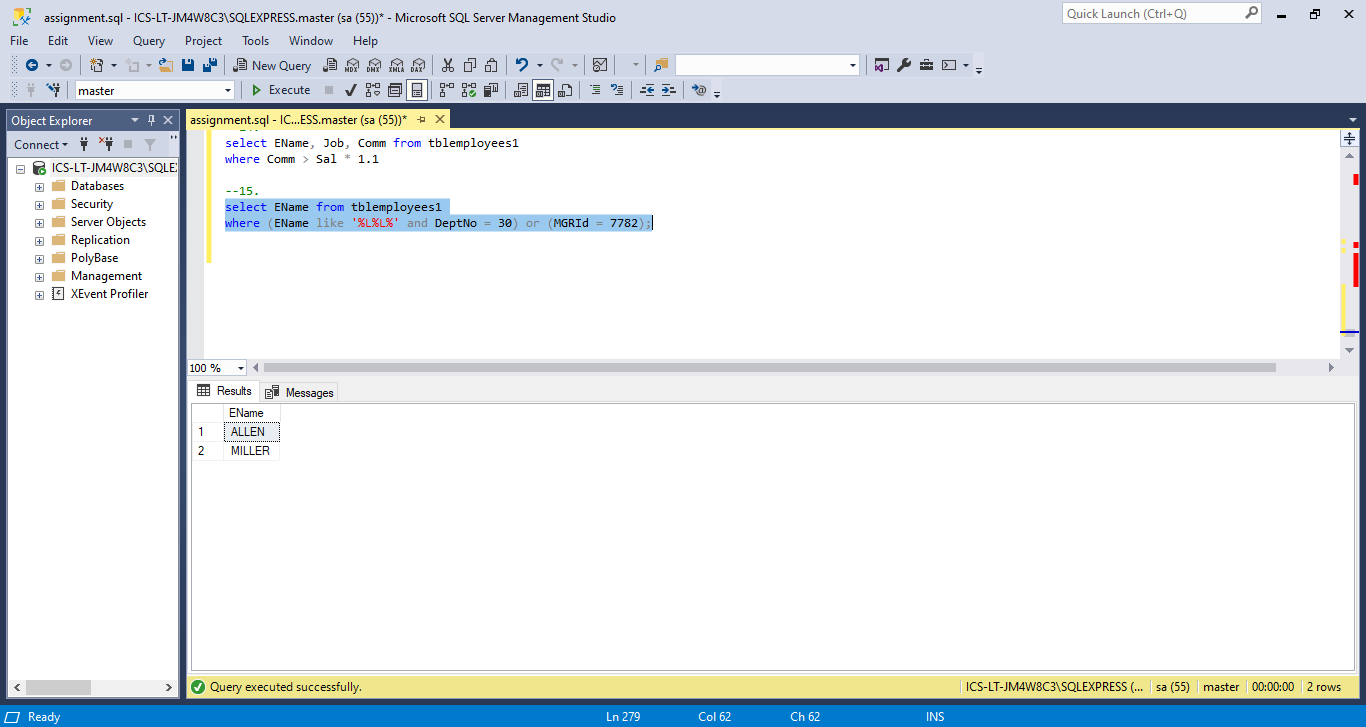 assignment.sql - ICS-LT-JM4W8C3\SQLEXPRESS.master (sa (55))* - Microsoft SQL Server Management Studio
Quick Launch (Ctrl+Q)
File Edit View Query Project Tools Window Help
New Query MDX DMX XMLA DAX
master Execute
Object Explorer
assignment.sql - IC...ESS.master (sa (55))*
Connect
ICS-LT-JM4W8C3\SQLE
Databases
Security
Server Objects
Replication
PolyBase
Management
XEvent Profiler
select EName, Job, Comm from tblemployees1
where Comm > Sal * 1.1
--15.
select EName from tblemployees1
where (EName like '%L%L%' and DeptNo = 30) or (MGRId = 7782);
100 %
Results Messages
EName
1 ALLEN
2 MILLER
Query executed successfully.
ICS-LT-JM4W8C3\SQLEXPRESS (... sa (55) master 00:00:00 2 rows
Ready Ln 279 Col 62 Ch 62 INS